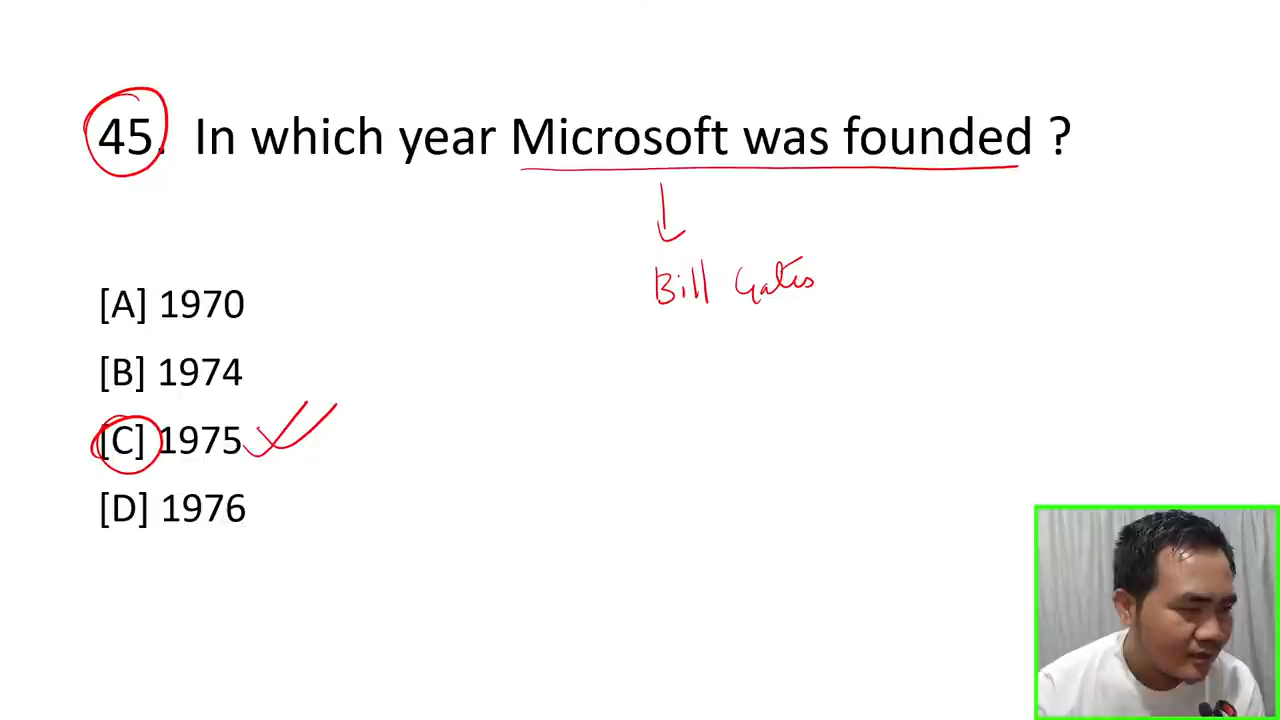 45. In which year Microsoft was founded ?
Bill Gates
[A] 1970
[B] 1974
[C] 1975
[D] 1976